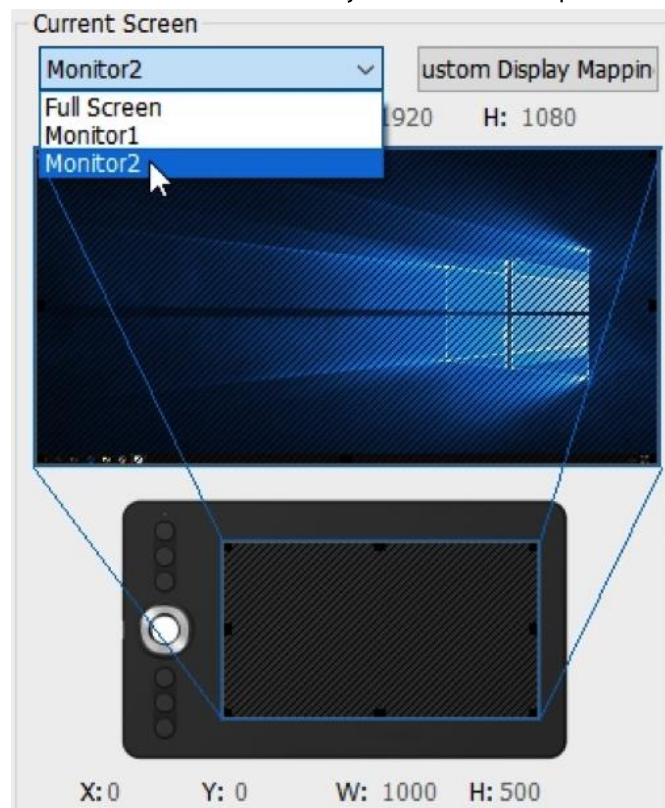 Current Screen
Monitor2
ustom Display Mappin
Full Screen
1920 H: 1080
Monitor1
Monitor2
X: 0 Y: 0 W: 1000 H: 500